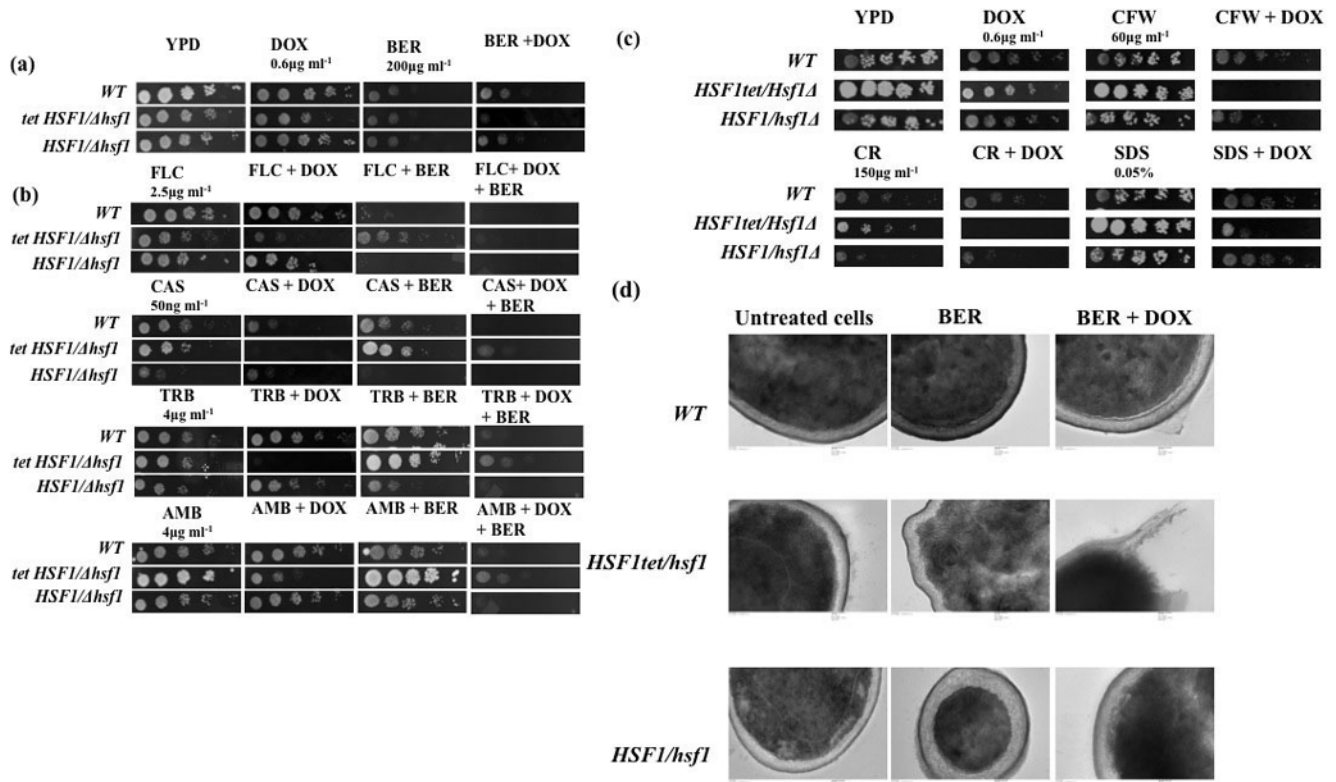 (a)
YPD
DOX
0.6µg ml⁻¹
BER
200µg ml⁻¹
BER +DOX
WT
tet HSF1/Δhsf1
HSF1/Δhsf1
(b)
FLC
2.5µg ml⁻¹
FLC + DOX
FLC + BER
FLC+ DOX
+ BER
WT
tet HSF1/Δhsf1
HSF1/Δhsf1
CAS
50ng ml⁻¹
CAS + DOX
CAS + BER
CAS+ DOX
+ BER
WT
tet HSF1/Δhsf1
HSF1/Δhsf1
TRB
4µg ml⁻¹
TRB + DOX
TRB + BER
TRB + DOX
+ BER
WT
tet HSF1/Δhsf1
HSF1/Δhsf1
AMB
4µg ml⁻¹
AMB + DOX
AMB + BER
AMB + DOX
+ BER
WT
tet HSF1/Δhsf1
HSF1/Δhsf1
(c)
YPD
DOX
0.6µg ml⁻¹
CFW
60µg ml⁻¹
CFW + DOX
WT
HSF1tet/Hsf1Δ
HSF1/hsf1Δ
CR
150µg ml⁻¹
CR + DOX
SDS
0.05%
SDS + DOX
WT
HSF1tet/Hsf1Δ
HSF1/hsf1Δ
(d)
Untreated cells
BER
BER + DOX
WT
HSF1tet/hsf1
HSF1/hsf1